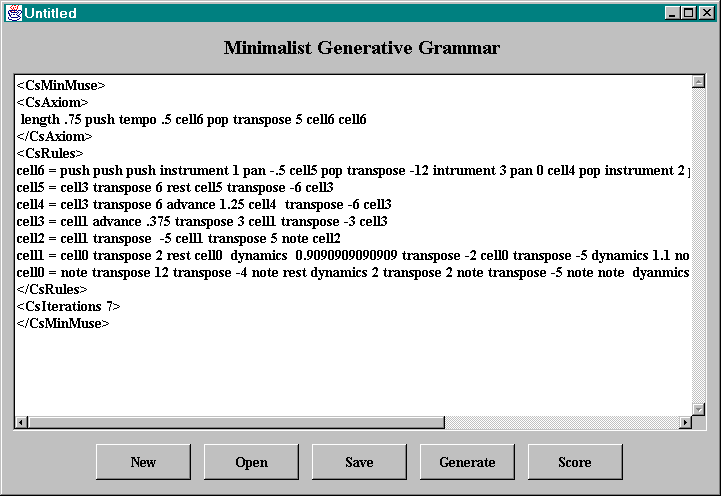 Untitled
Minimalist Generative Grammar
<CsMinMuse>
<CsAxiom>
length .75 push tempo .5 cell6 pop transpose 5 cell6 cell6
</CsAxiom>
<CsRules>
cell6 = push push push instrument 1 pan -.5 cell5 pop transpose -12 intrument 3 pan 0 cell4 pop instrument 2
cell5 = cell3 transpose 6 rest cell5 transpose -6 cell3
cell4 = cell3 transpose 6 advance 1.25 cell4  transpose -6 cell3
cell3 = cell1 advance .375 transpose 3 cell1 transpose -3 cell3
cell2 = cell1 transpose  -5 cell1 transpose 5 note cell2
cell1 = cell0 transpose 2 rest cell0  dynamics  0.9090909090909 transpose -2 cell0 transpose -5 dynamics 1.1 no
cell0 = note transpose 12 transpose -4 note rest dynamics 2 transpose 2 note transpose -5 note note  dyanmics
</CsRules>
<CsIterations 7>
</CsMinMuse>
New Open Save Generate Score